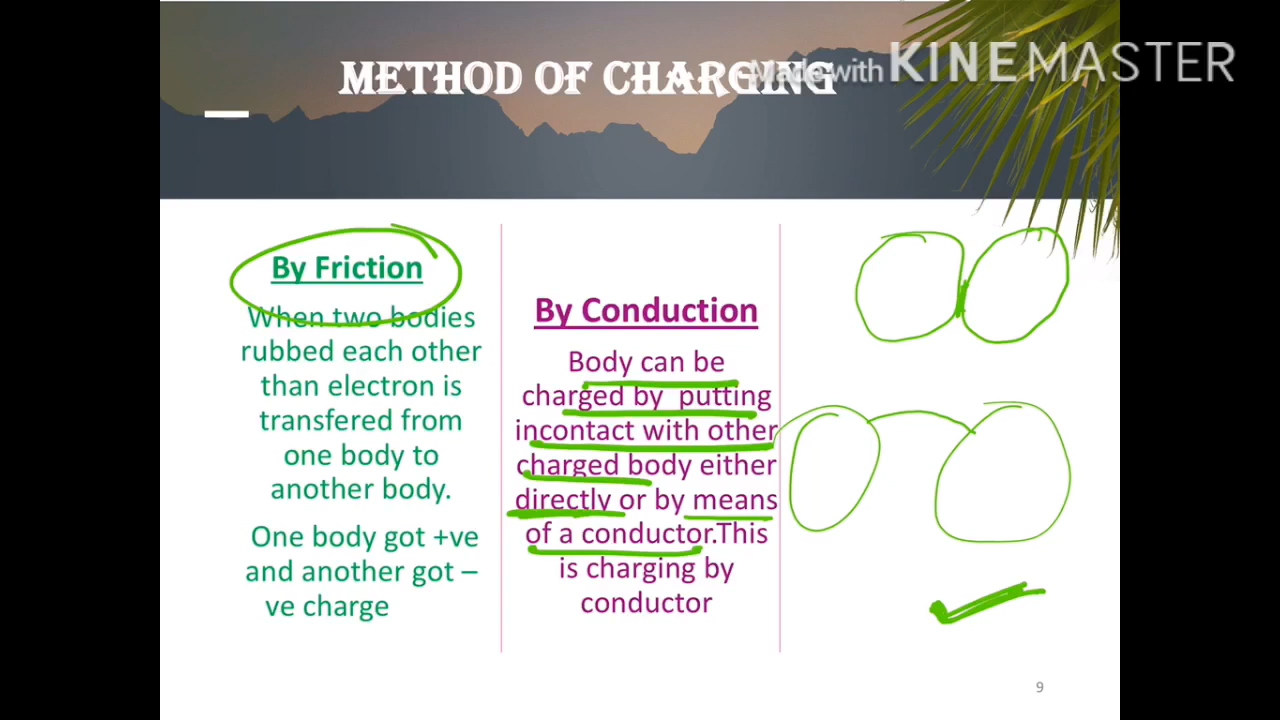 METHOD OF CHARGING
Made with KINEMASTER
By Friction
When two bodies
rubbed each other
than electron is
transfered from
one body to
another body.
One body got +ve
and another got –
ve charge
By Conduction
Body can be
charged by putting
incontact with other
charged body either
directly or by means
of a conductor.This
is charging by
conductor
9